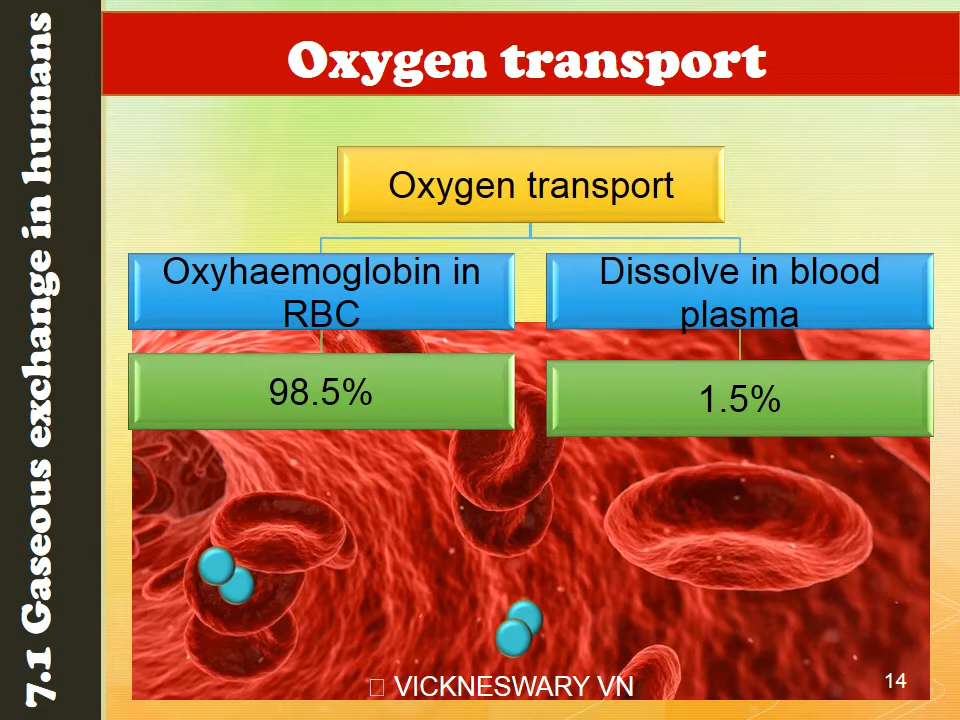 7.1 Gaseous exchange in humans
Oxygen transport
Oxygen transport
Oxyhaemoglobin in
RBC
Dissolve in blood
plasma
98.5%
1.5%
VICKNESWARY VN
14